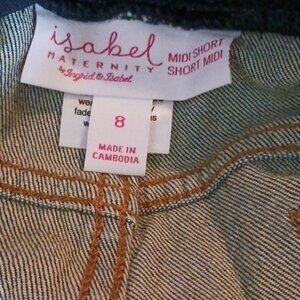 isabel
MATERNITY
by Ingrid & Isabel
MIDI SHORT
SHORT MIDI
8
MADE IN
CAMBODIA